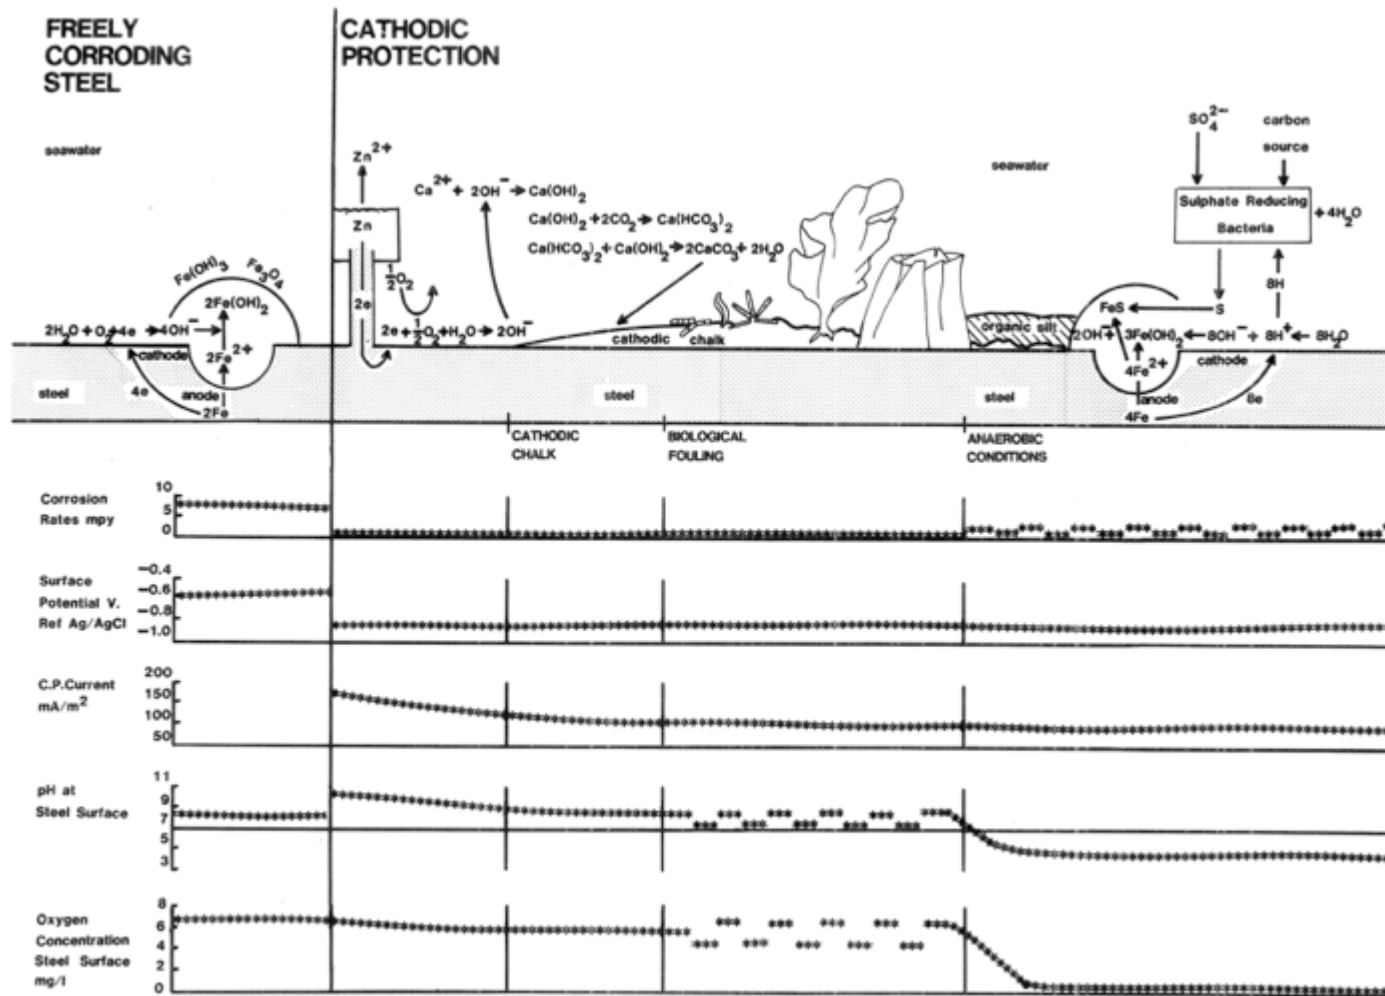 FREELY
CORRODING
STEEL
CATHODIC
PROTECTION
seawater
Zn²⁺
Zn
2e
Ca²⁺ + 2OH⁻ → Ca(OH)₂
Ca(OH)₂ + 2CO₂ → Ca(HCO₃)₂
Ca(HCO₃)₂ + Ca(OH)₂ → 2CaCO₃ + 2H₂O
½O₂
2e + ½O₂ + H₂O → 2OH⁻
Fe(OH)₃ Fe₃O₄
2Fe(OH)₂
2H₂O + O₂ + 4e → 4OH⁻
2Fe²⁺
cathode
anode
4e
2Fe
steel
cathodic chalk
steel
organic silt
steel
seawater
SO₄²⁻
carbon
source
Sulphate Reducing
Bacteria
+ 4H₂O
8H
S
FeS
2OH⁻ + 3Fe(OH)₂ ← 8OH⁻ + 8H⁺ ← 8H₂O
4Fe²⁺
cathode
anode
4Fe
8e
CATHODIC
CHALK
BIOLOGICAL
FOULING
ANAEROBIC
CONDITIONS
Corrosion
Rates mpy
10
5
0
Surface
Potential V.
Ref Ag/AgCl
−0.4
−0.6
−0.8
−1.0
C.P.Current
mA/m²
200
150
100
50
pH at
Steel Surface
11
9
7
5
3
Oxygen
Concentration
Steel Surface
mg/l
8
6
4
2
0